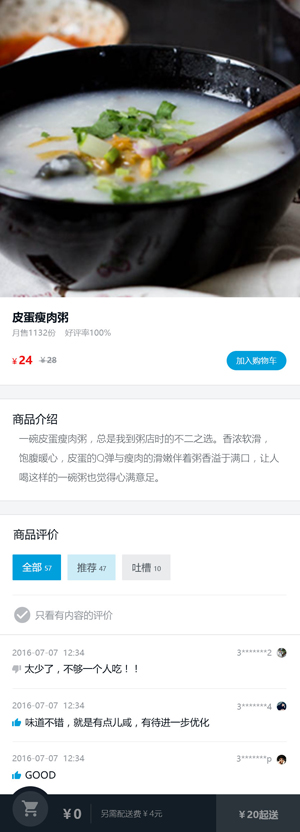 皮蛋瘦肉粥
月售1132份 好评率100%
¥24 ¥28 加入购物车
商品介绍
一碗皮蛋瘦肉粥，总是我到粥店时的不二之选。香浓软滑，
饱腹暖心，皮蛋的Q弹与瘦肉的滑嫩伴着粥香溢于满口，让人
喝这样的一碗粥也觉得心满意足。
商品评价
全部 57 推荐 47 吐槽 10
只看有内容的评价
2016-07-07 12:34 3*******2
太少了，不够一个人吃！！
2016-07-07 12:34 3*******4
味道不错，就是有点儿咸，有待进一步优化
2016-07-07 12:34 3*******p
GOOD
¥0 另需配送费¥4元 ¥20起送